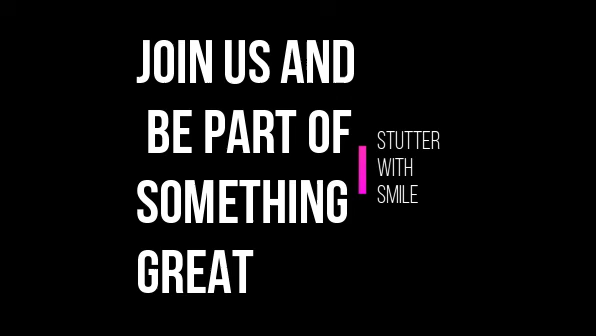 JOIN US AND
BE PART OF
SOMETHING
GREAT
STUTTER
WITH
SMILE